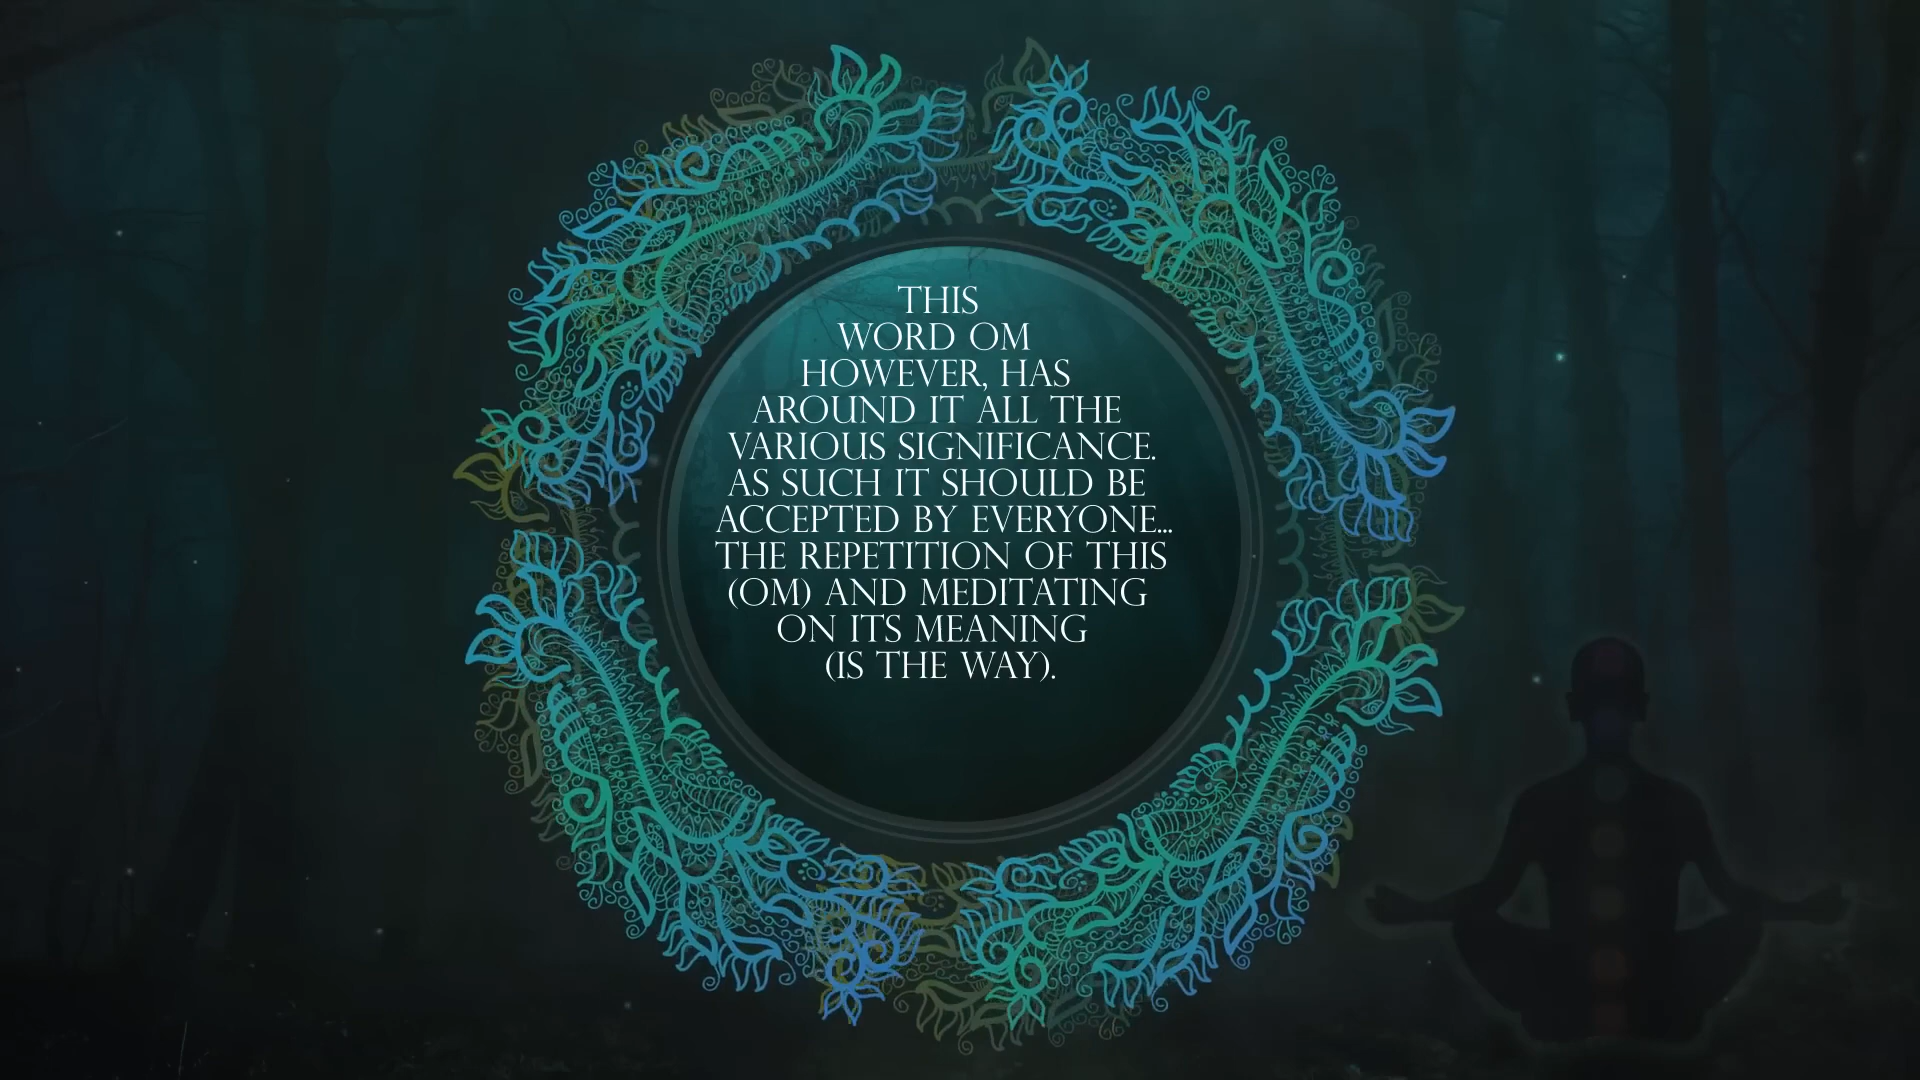 THIS
WORD OM
HOWEVER, HAS
AROUND IT ALL THE
VARIOUS SIGNIFICANCE.
AS SUCH IT SHOULD BE
ACCEPTED BY EVERYONE...
THE REPETITION OF THIS
(OM) AND MEDITATING
ON ITS MEANING
(IS THE WAY).